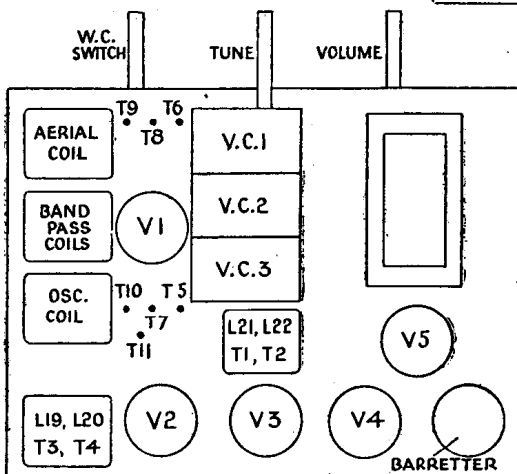 W.C.
SWITCH
TUNE
VOLUME
T9
T6
T8
AERIAL
COIL
V.C.1
BAND
PASS
COILS
V1
V.C.2
V.C.3
OSC.
COIL
T10
T5
T7
T11
L21, L22
T1, T2
V5
L19, L20
T3, T4
V2
V3
V4
BARRETTER